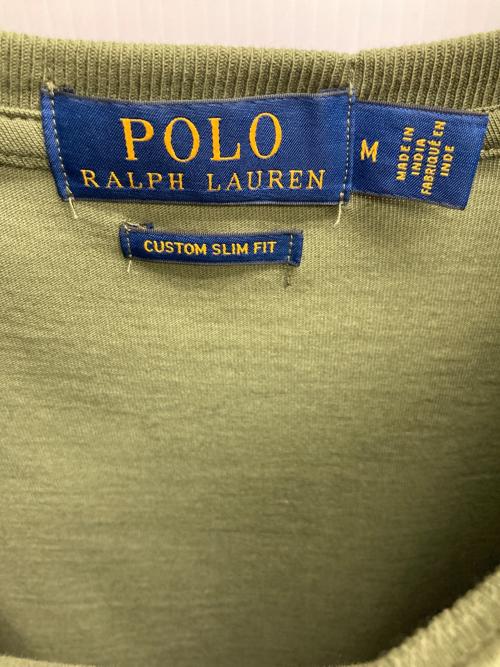 POLO
RALPH LAUREN
M
MADE IN
INDIA
FABRIQUÉ EN
INDE
CUSTOM SLIM FIT